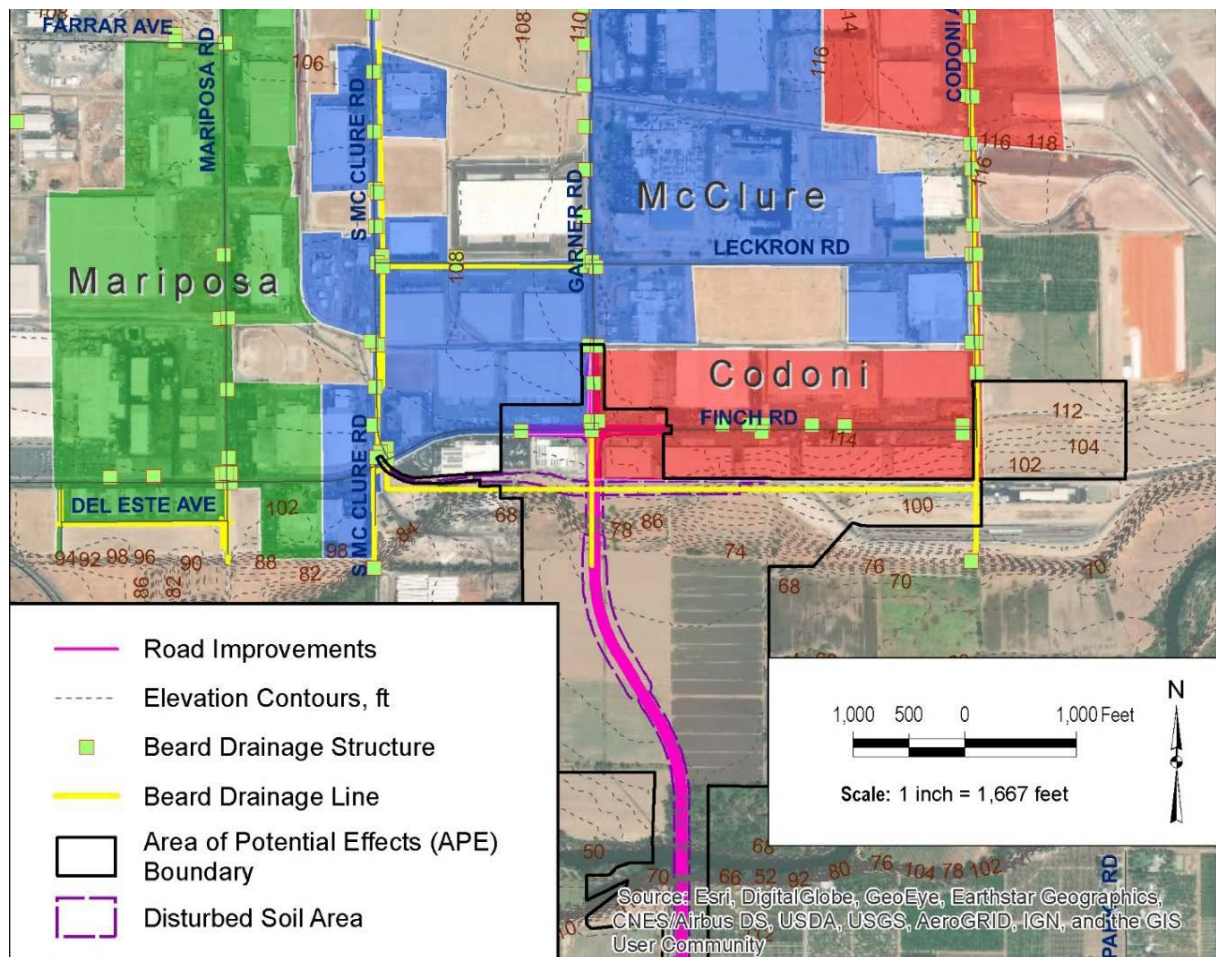 108
FARRAR AVE
MARIPOSA RD
106
S MC CLURE RD
108
110
GARNER RD
114
116
CODONI A
116
118
116
McClure
LECKRON RD
Mariposa
108
Codoni
FINCH RD
114
112
104
102
S MC CLURE RD
DEL ESTE AVE
102
100
94
92
98
96
90
88
98
82
84
86
82
68
78
86
74
76
70
68
70
Road Improvements
Elevation Contours, ft
Beard Drainage Structure
Beard Drainage Line
Area of Potential Effects (APE)
Boundary
Disturbed Soil Area
1,000 500 0 1,000 Feet
Scale: 1 inch = 1,667 feet
N
50
70
68
66
52
92
80
76
104
78
102
Source: Esri, DigitalGlobe, GeoEye, Earthstar Geographics,
CNES/Airbus DS, USDA, USGS, AeroGRID, IGN, and the GIS
User Community